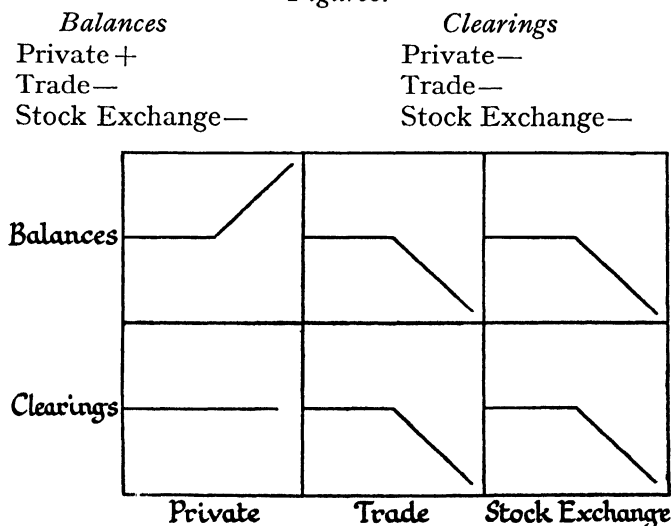 Balances Clearings
Private + Private—
Trade— Trade—
Stock Exchange— Stock Exchange—
Balances
Clearings
Private Trade Stock Exchange